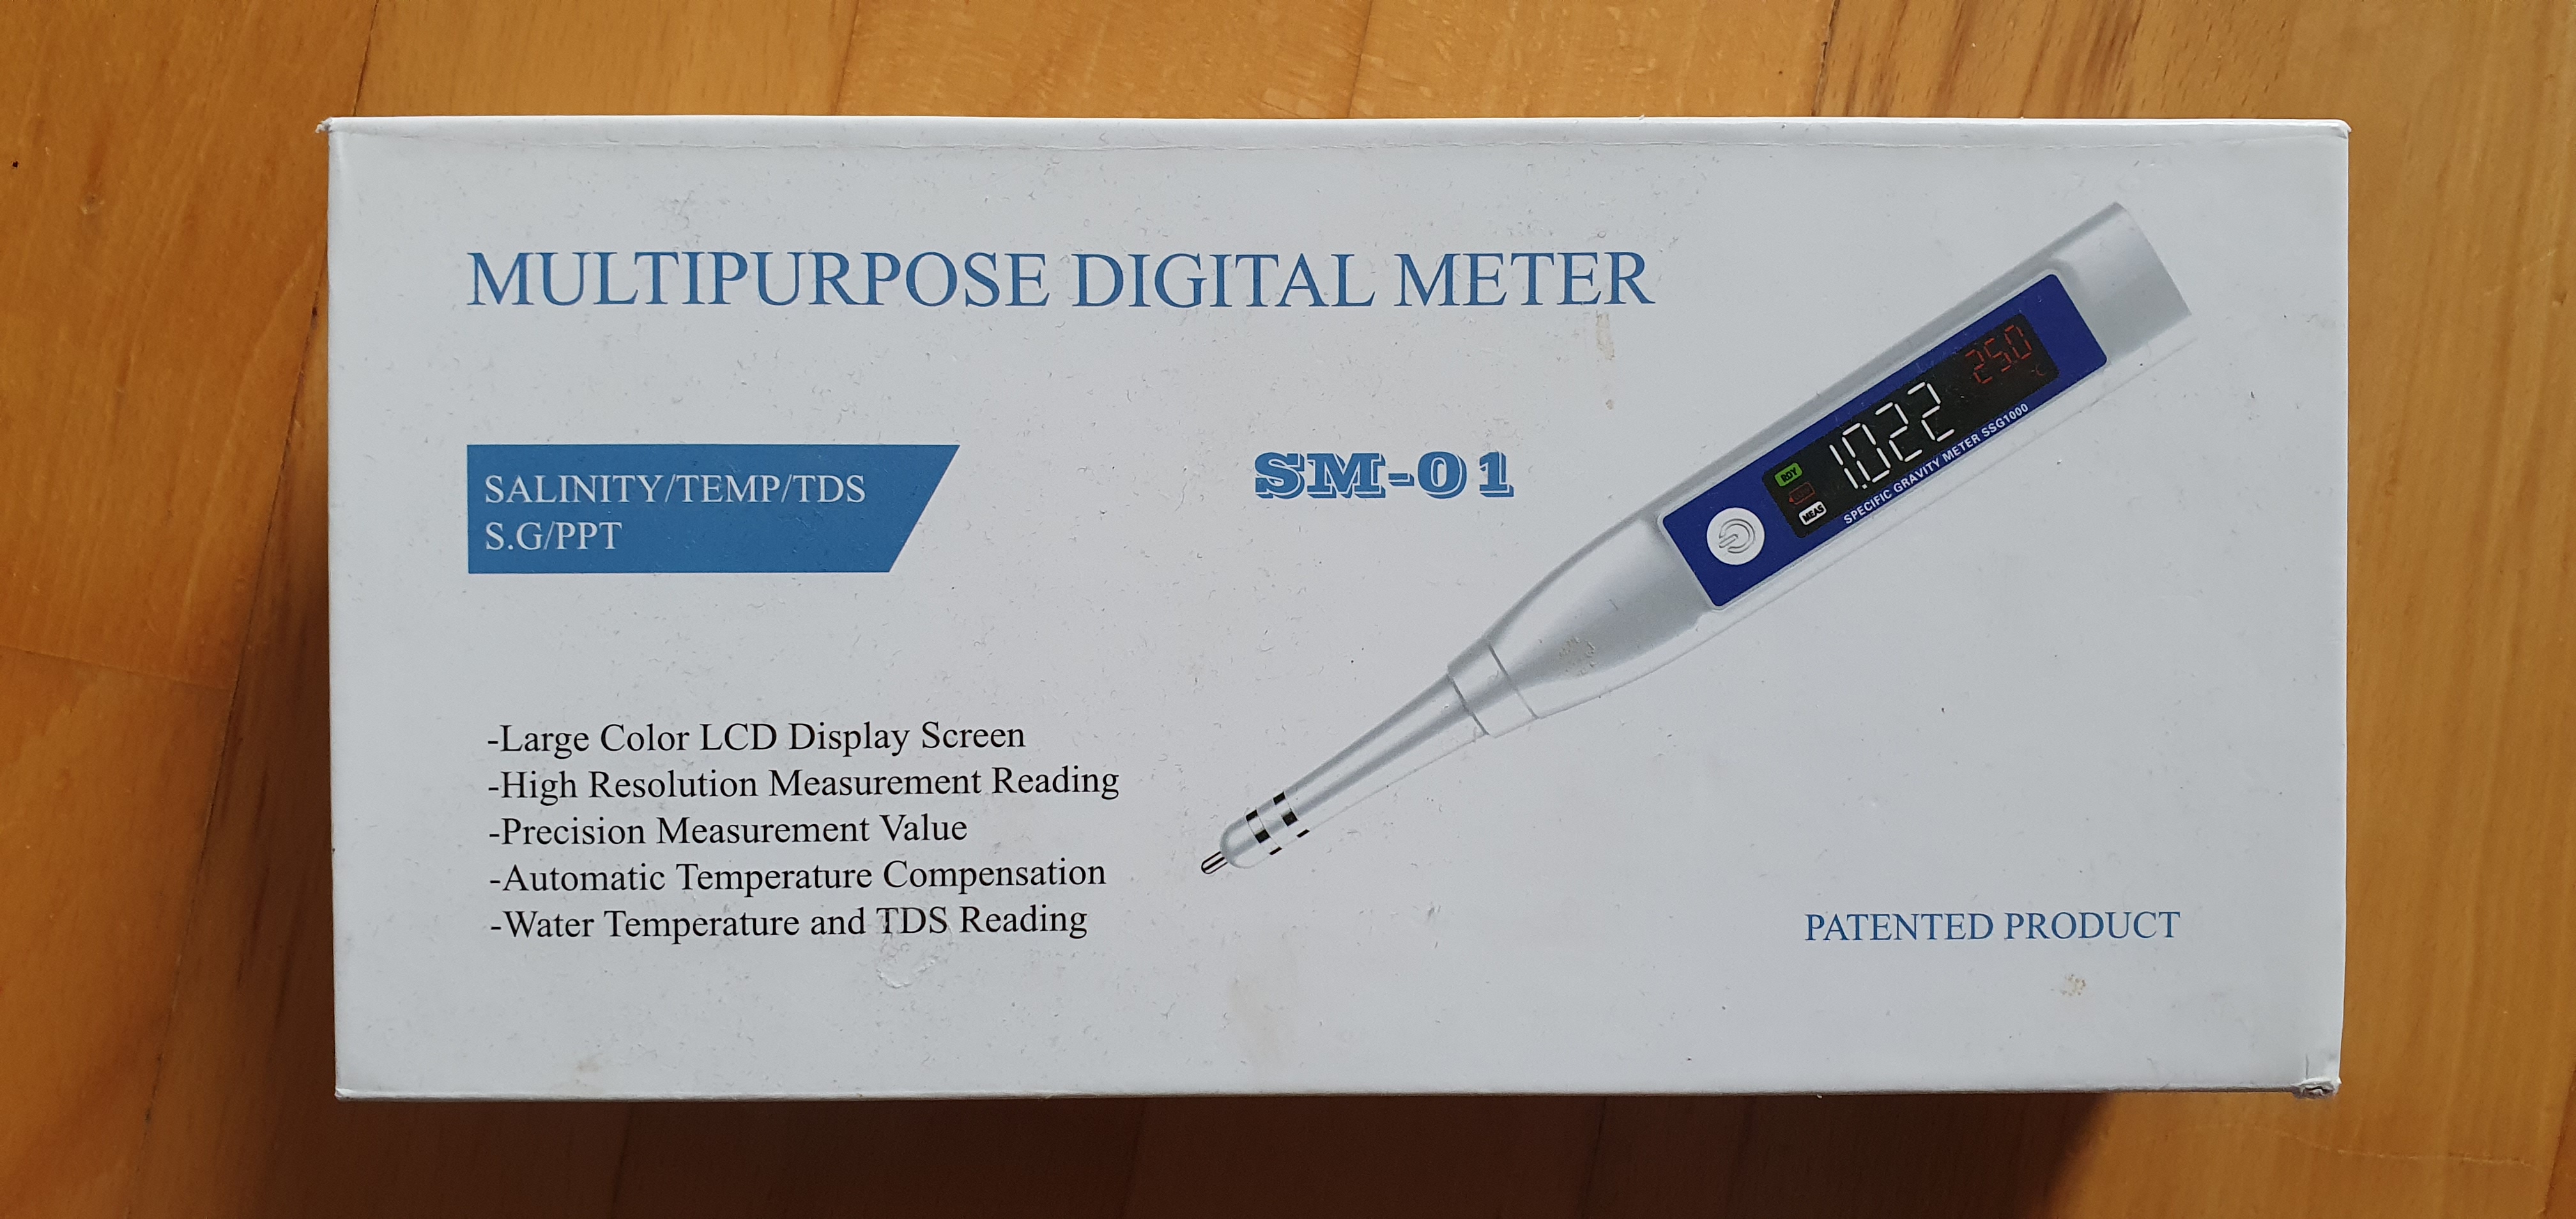 MULTIPURPOSE DIGITAL METER
SALINITY/TEMP/TDS
S.G/PPT
SM-01
25.0
°C
1.022
RDY
MEAS
SPECIFIC GRAVITY METER SSG1000
-Large Color LCD Display Screen
-High Resolution Measurement Reading
-Precision Measurement Value
-Automatic Temperature Compensation
-Water Temperature and TDS Reading
PATENTED PRODUCT